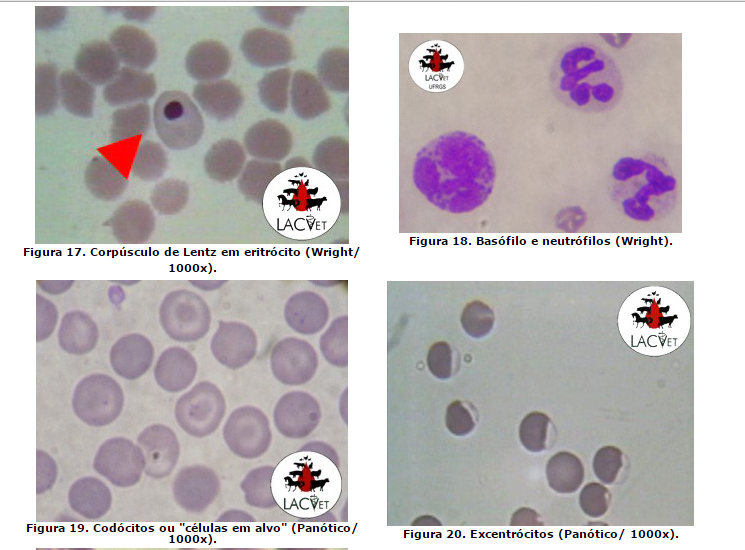 LACVET
Figura 17. Corpúsculo de Lentz em eritrócito (Wright/
1000x).
LACVET
UFRGS
Figura 18. Basófilo e neutrófilos (Wright).
LACVET
Figura 19. Codócitos ou "células em alvo" (Panótico/
1000x).
LACVET
Figura 20. Excentrócitos (Panótico/ 1000x).